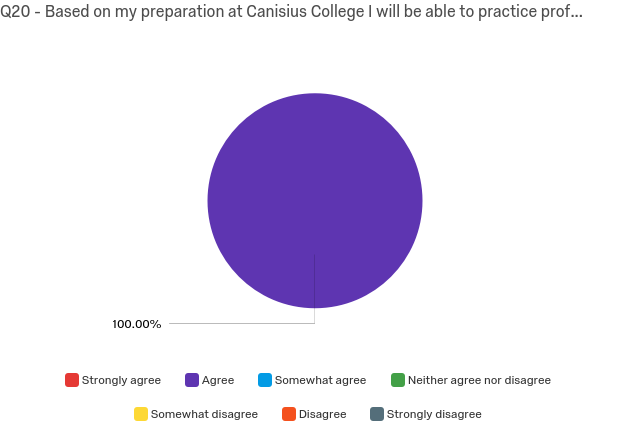 Q20 - Based on my preparation at Canisius College I will be able to practice prof...
100.00%
Strongly agree Agree Somewhat agree Neither agree nor disagree
Somewhat disagree Disagree Strongly disagree